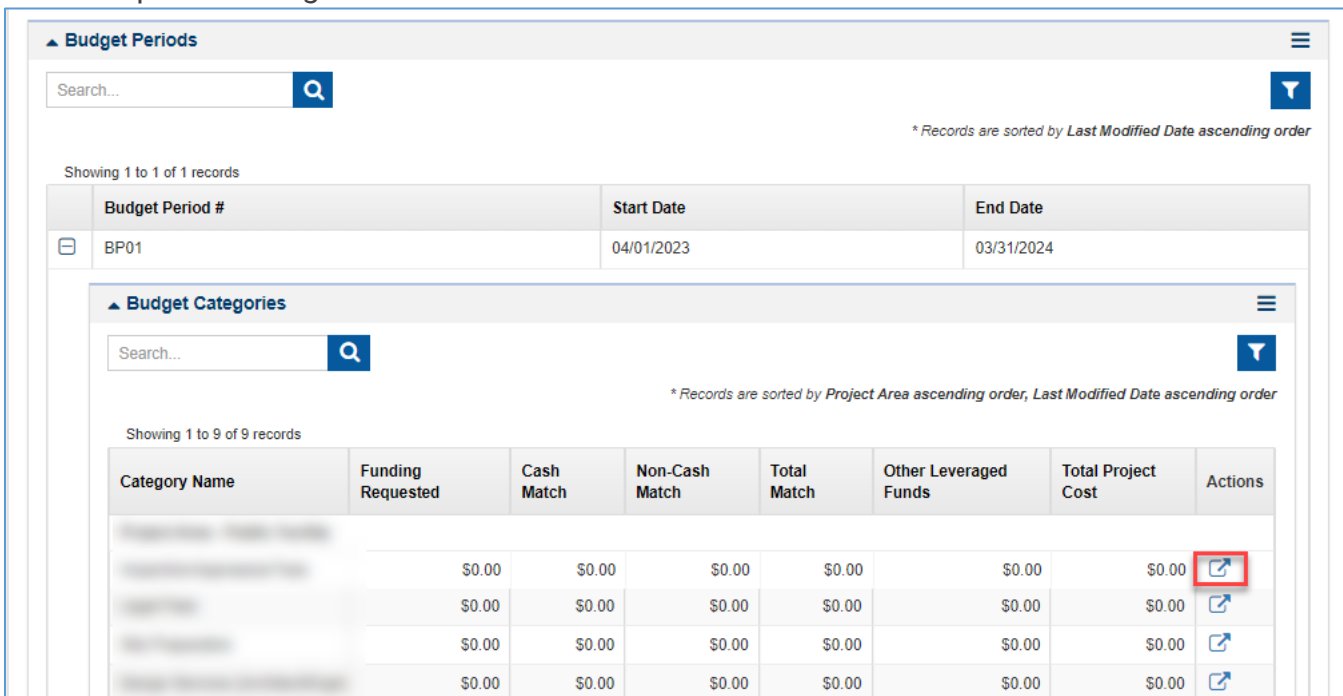 Budget Periods
Search...
* Records are sorted by Last Modified Date ascending order
Showing 1 to 1 of 1 records
Budget Period # Start Date End Date
BP01 04/01/2023 03/31/2024
Budget Categories
Search...
* Records are sorted by Project Area ascending order, Last Modified Date ascending order
Showing 1 to 9 of 9 records
Category Name Funding Requested Cash Match Non-Cash Match Total Match Other Leveraged Funds Total Project Cost Actions
$0.00 $0.00 $0.00 $0.00 $0.00 $0.00
$0.00 $0.00 $0.00 $0.00 $0.00 $0.00
$0.00 $0.00 $0.00 $0.00 $0.00 $0.00
$0.00 $0.00 $0.00 $0.00 $0.00 $0.00